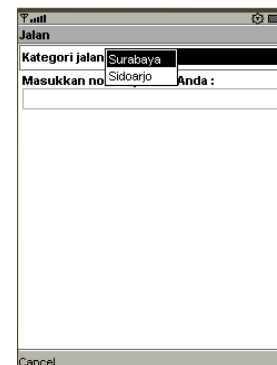 Jalan
Kategori jalan
Surabaya
Sidoarjo
Masukkan no
Anda :
Cancel